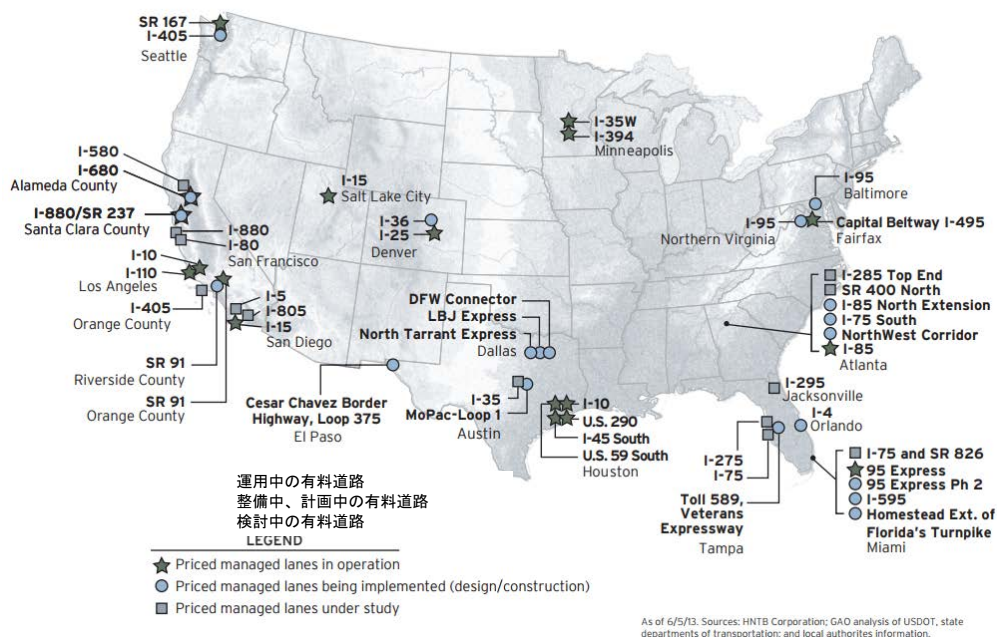 SR 167
I-405
Seattle
I-35W
I-394
Minneapolis
I-580
I-680
Alameda County
I-880/SR 237
Santa Clara County
I-880
I-80
San Francisco
I-10
I-110
Los Angeles
I-405
Orange County
I-5
I-805
I-15
San Diego
SR 91
Riverside County
SR 91
Orange County
I-15
Salt Lake City
I-36
I-25
Denver
I-95
Baltimore
I-95
Northern Virginia
Capital Beltway I-495
Fairfax
DFW Connector
LBJ Express
North Tarrant Express
Dallas
I-285 Top End
SR 400 North
I-85 North Extension
I-75 South
NorthWest Corridor
I-85
Atlanta
Cesar Chavez Border
Highway, Loop 375
El Paso
I-35
MoPac-Loop 1
Austin
I-10
U.S. 290
I-45 South
U.S. 59 South
Houston
I-295
Jacksonville
I-4
Orlando
I-275
I-75
Toll 589,
Veterans
Expressway
Tampa
I-75 and SR 826
95 Express
95 Express Ph 2
I-595
Homestead Ext. of
Florida's Turnpike
Miami
運用中の有料道路
整備中、計画中の有料道路
検討中の有料道路
LEGEND
Priced managed lanes in operation
Priced managed lanes being implemented (design/construction)
Priced managed lanes under study
As of 6/5/13. Sources: HNTB Corporation; GAO analysis of USDOT, state
departments of transportation; and local authorites information.